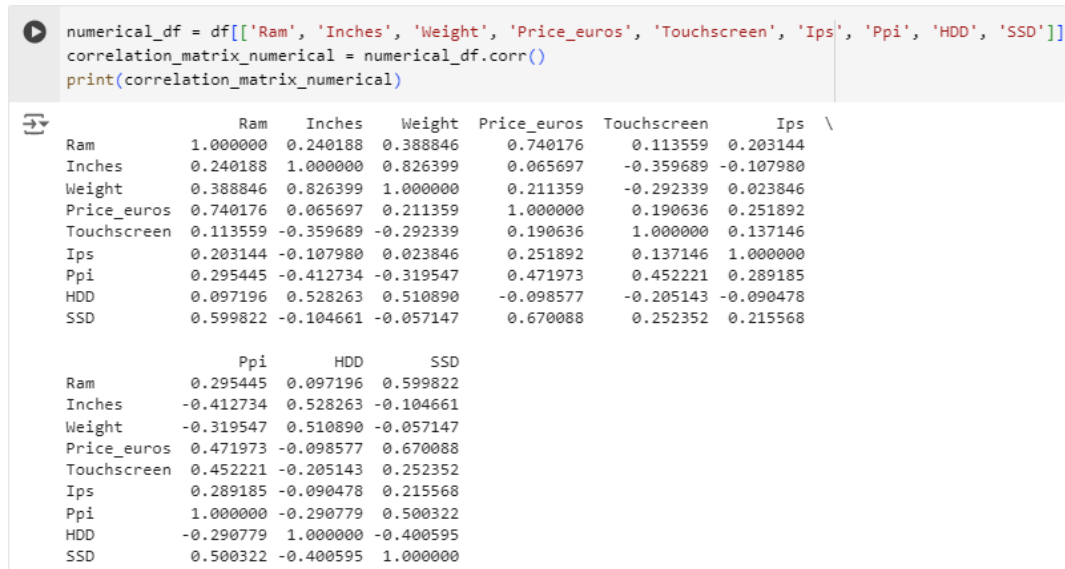 numerical_df = df[['Ram', 'Inches', 'Weight', 'Price_euros', 'Touchscreen', 'Ips', 'Ppi', 'HDD', 'SSD']]
correlation_matrix_numerical = numerical_df.corr()
print(correlation_matrix_numerical)
                  Ram    Inches    Weight  Price_euros  Touchscreen       Ips  \
Ram          1.000000  0.240188  0.388846     0.740176     0.113559  0.203144
Inches       0.240188  1.000000  0.826399     0.065697    -0.359689 -0.107980
Weight       0.388846  0.826399  1.000000     0.211359    -0.292339  0.023846
Price_euros  0.740176  0.065697  0.211359     1.000000     0.190636  0.251892
Touchscreen  0.113559 -0.359689 -0.292339     0.190636     1.000000  0.137146
Ips          0.203144 -0.107980  0.023846     0.251892     0.137146  1.000000
Ppi          0.295445 -0.412734 -0.319547     0.471973     0.452221  0.289185
HDD          0.097196  0.528263  0.510890    -0.098577    -0.205143 -0.090478
SSD          0.599822 -0.104661 -0.057147     0.670088     0.252352  0.215568
                  Ppi       HDD       SSD
Ram          0.295445  0.097196  0.599822
Inches      -0.412734  0.528263 -0.104661
Weight      -0.319547  0.510890 -0.057147
Price_euros  0.471973 -0.098577  0.670088
Touchscreen  0.452221 -0.205143  0.252352
Ips          0.289185 -0.090478  0.215568
Ppi          1.000000 -0.290779  0.500322
HDD         -0.290779  1.000000 -0.400595
SSD          0.500322 -0.400595  1.000000